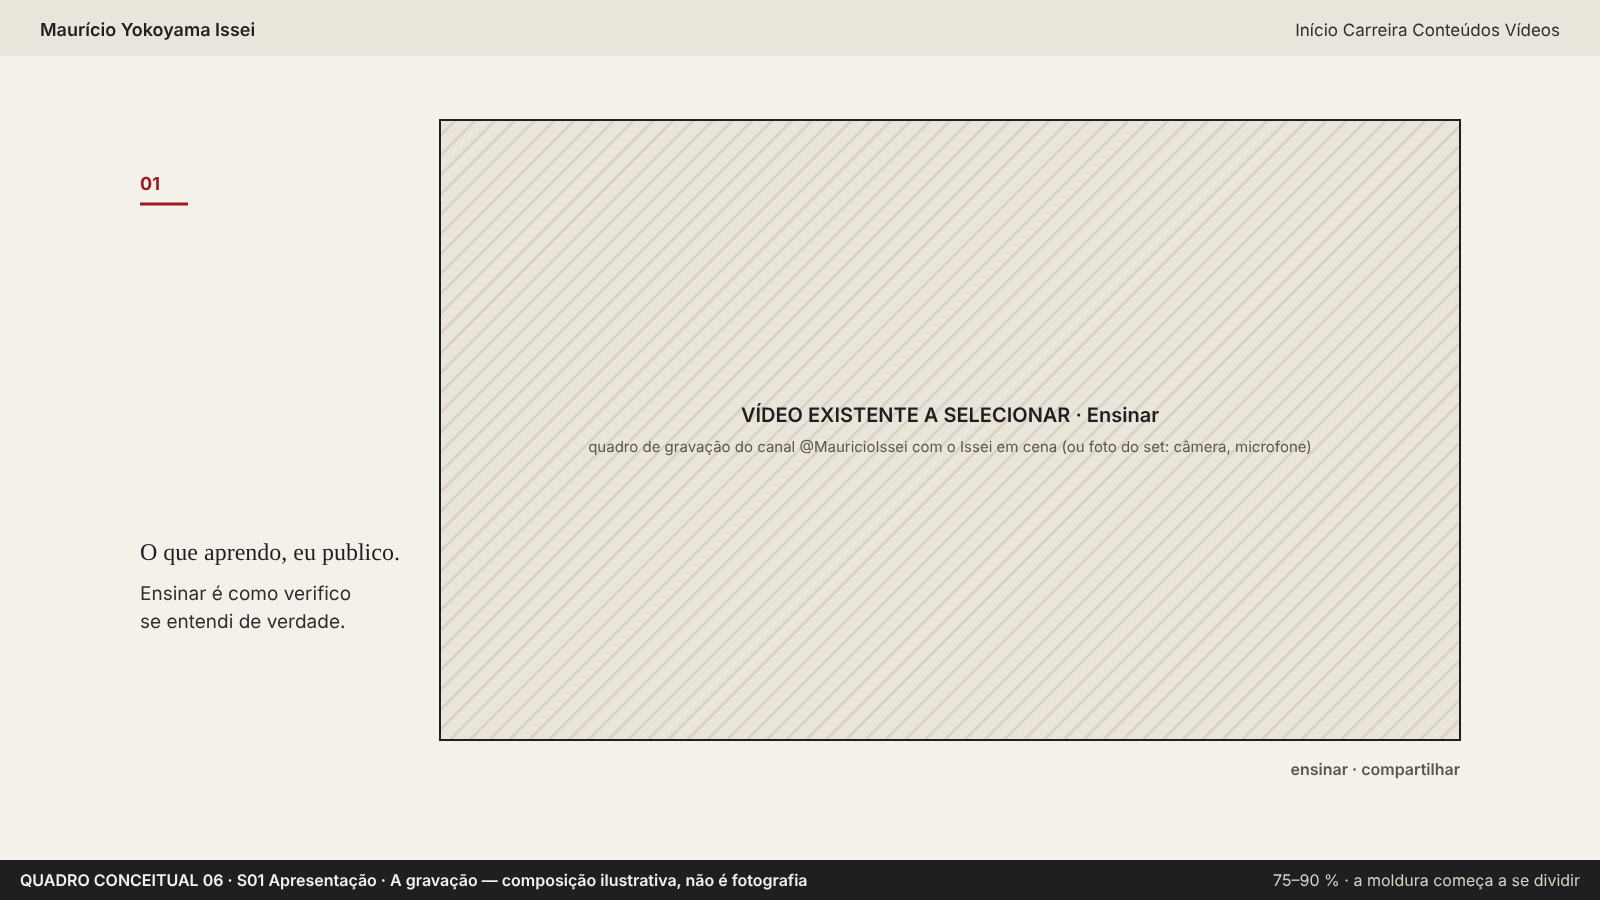 Maurício Yokoyama Issei
Início Carreira Conteúdos Vídeos
01
VÍDEO EXISTENTE A SELECIONAR · Ensinar
quadro de gravação do canal @MauricioIssei com o Issei em cena (ou foto do set: câmera, microfone)
O que aprendo, eu publico.
Ensinar é como verifico
se entendi de verdade.
ensinar · compartilhar
QUADRO CONCEITUAL 06 · S01 Apresentação · A gravação — composição ilustrativa, não é fotografia
75–90 % · a moldura começa a se dividir